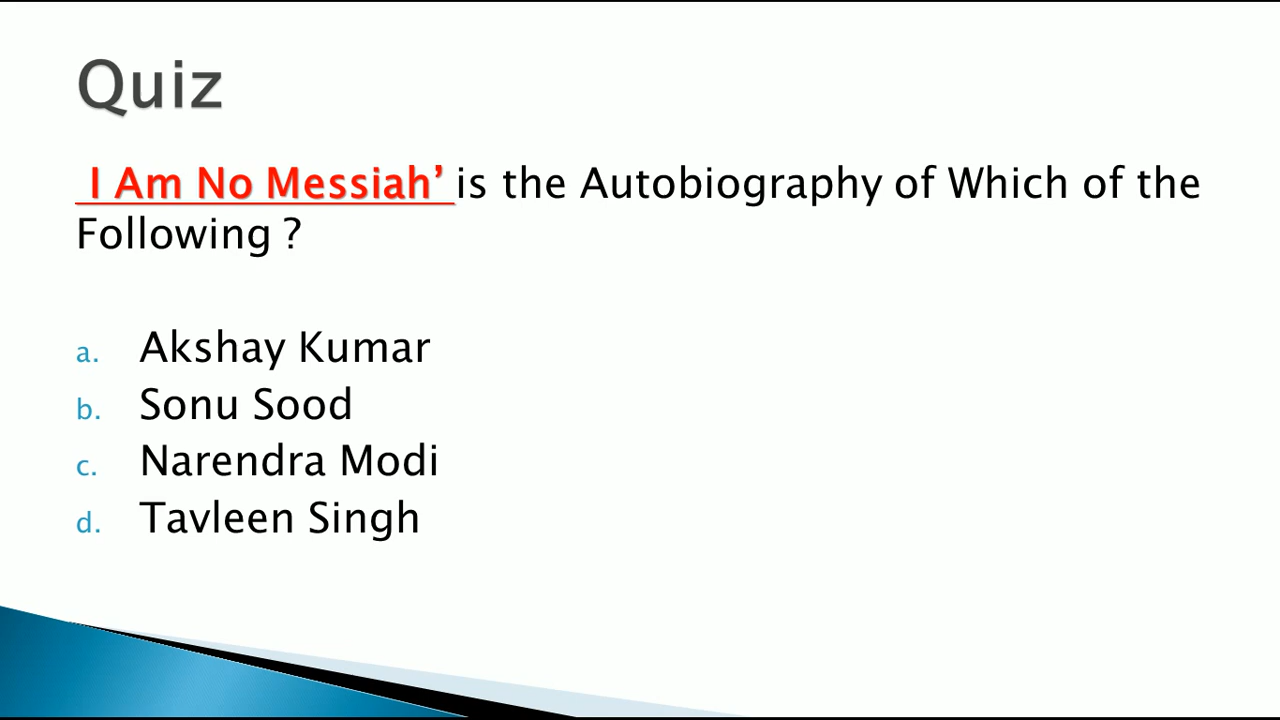 Quiz
I Am No Messiah’ is the Autobiography of Which of the
Following ?
a. Akshay Kumar
b. Sonu Sood
c. Narendra Modi
d. Tavleen Singh